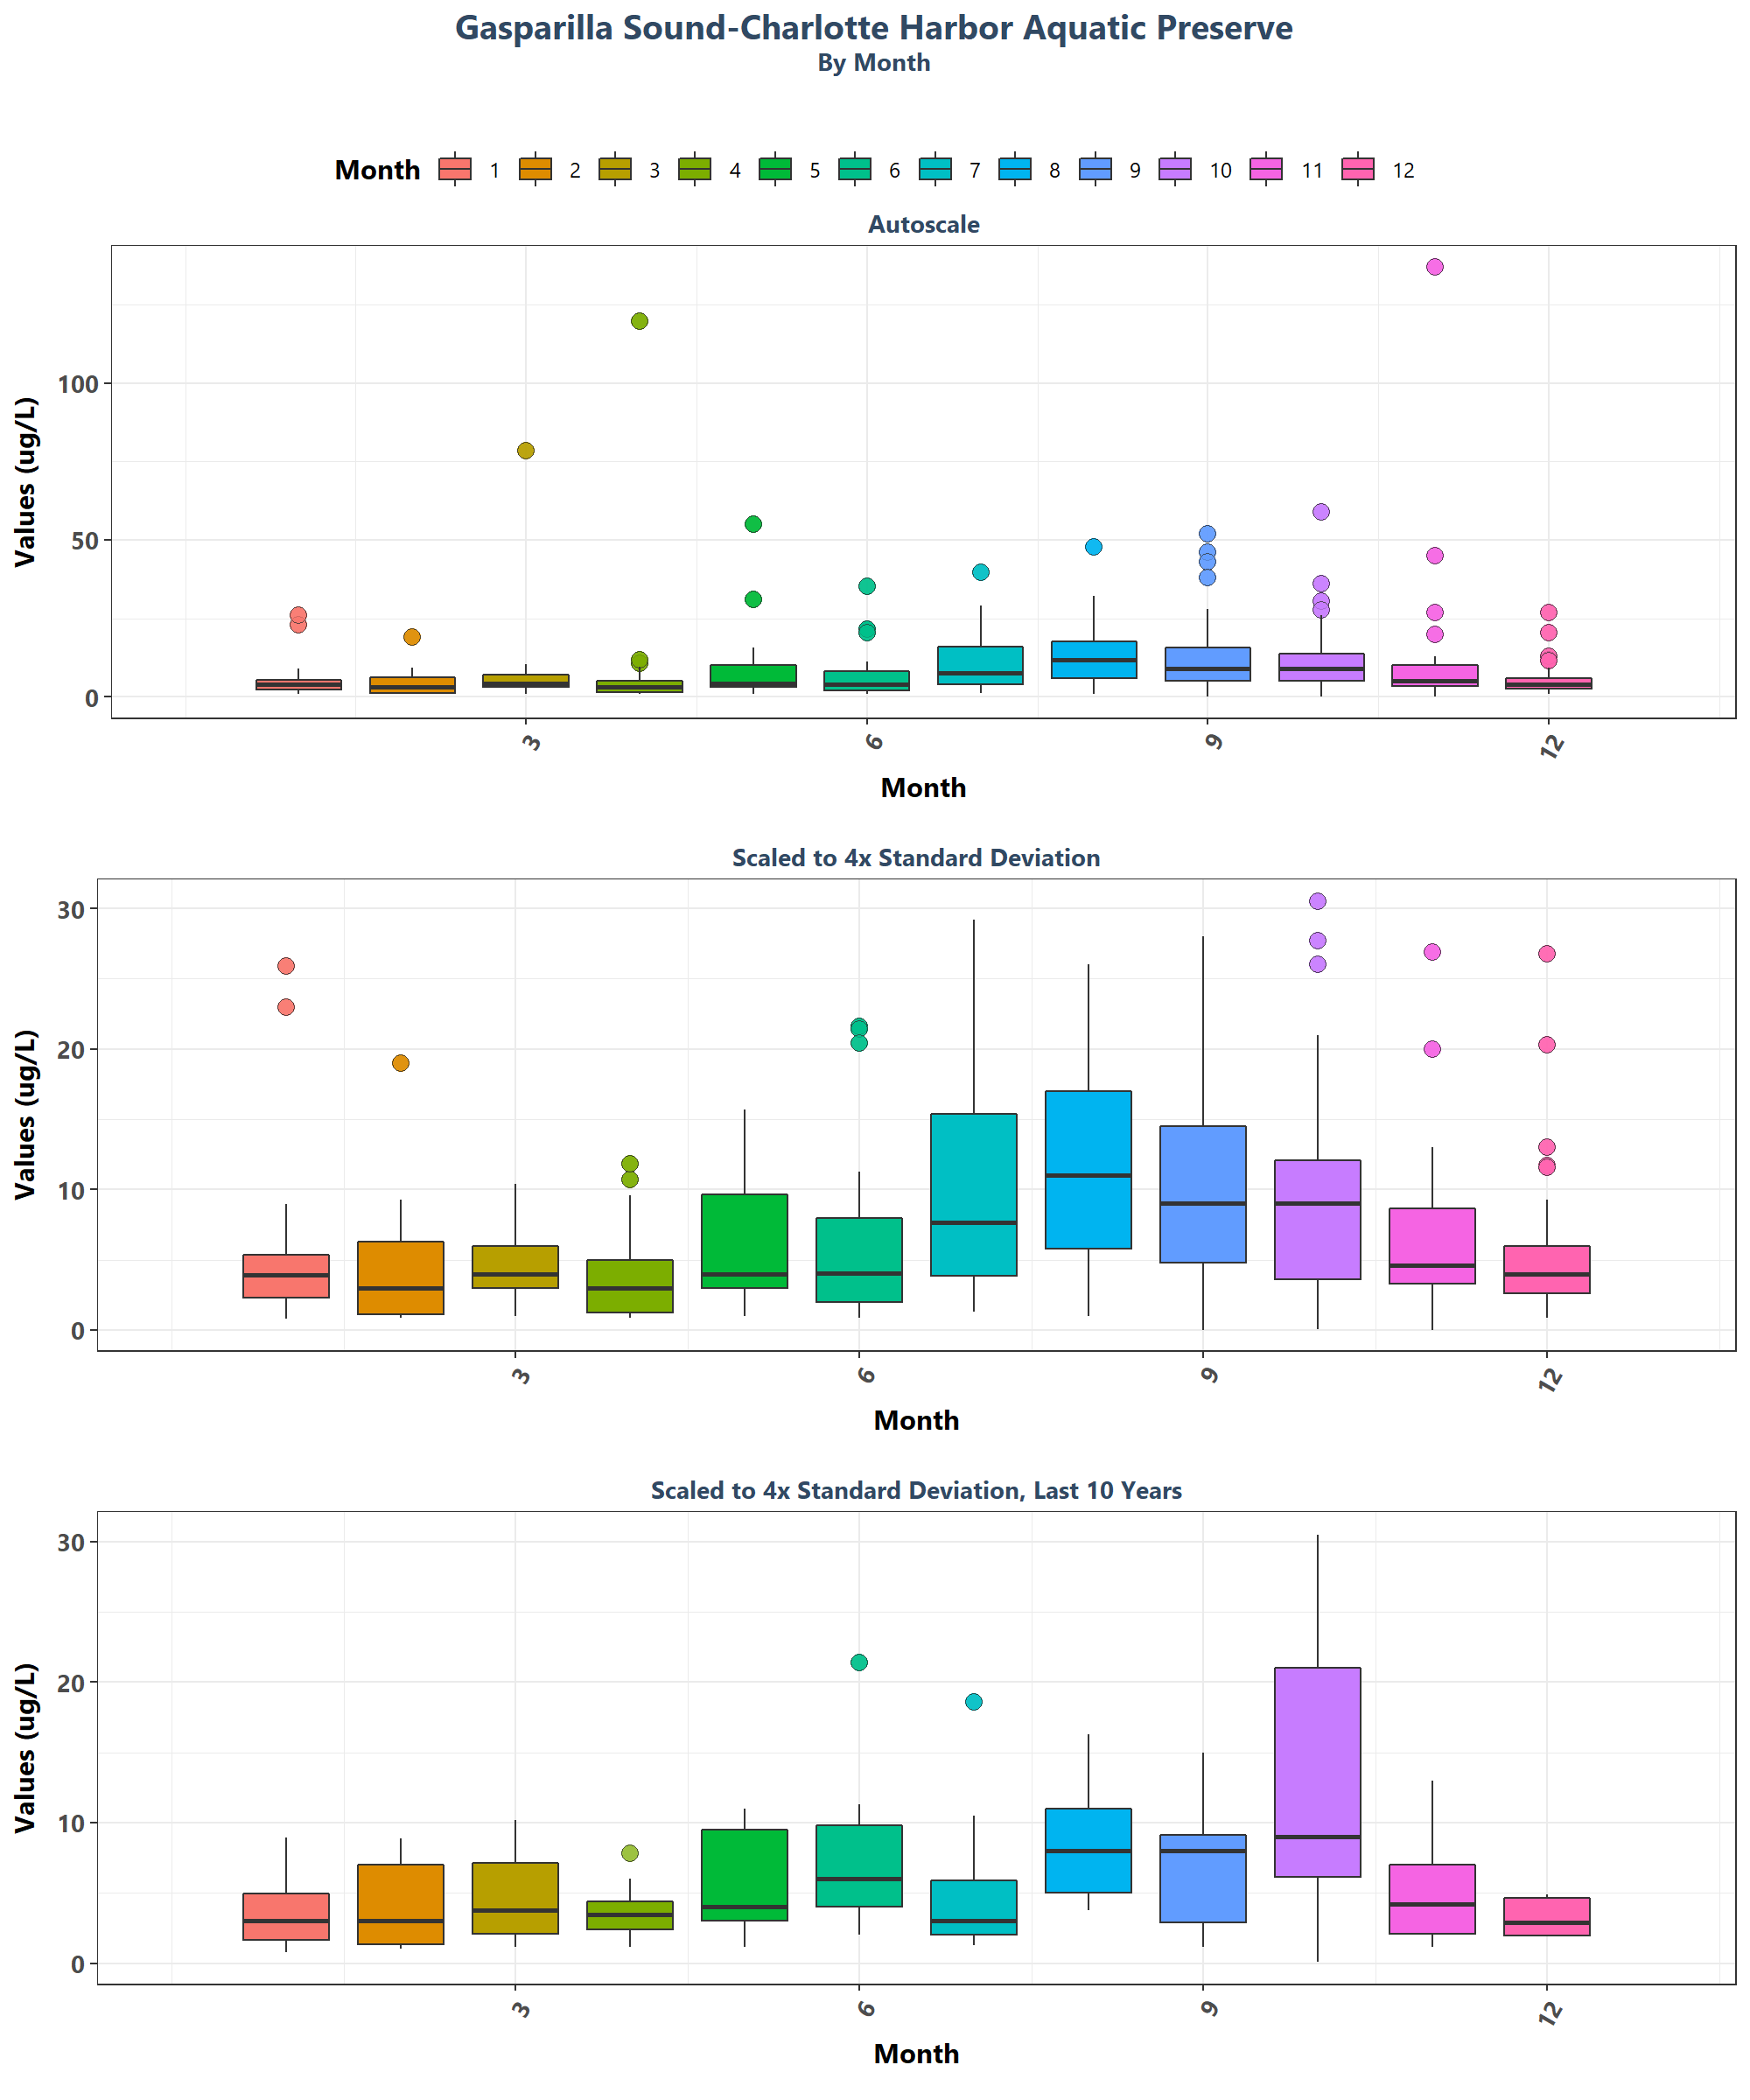 Gasparilla Sound-Charlotte Harbor Aquatic Preserve
By Month
Month 1 2 3 4 5 6 7 8 9 10 11 12
Autoscale
Values (ug/L)
100
50
0
3 6 9 12
Month
Scaled to 4x Standard Deviation
Values (ug/L)
30
20
10
0
3 6 9 12
Month
Scaled to 4x Standard Deviation, Last 10 Years
Values (ug/L)
30
20
10
0
3 6 9 12
Month